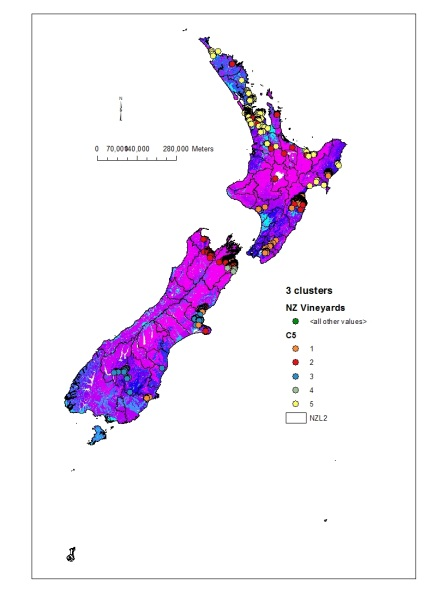 N
0 70,000140,000 280,000 Meters
3 clusters
NZ Vineyards
<all other values>
C5
1
2
3
4
5
NZL2